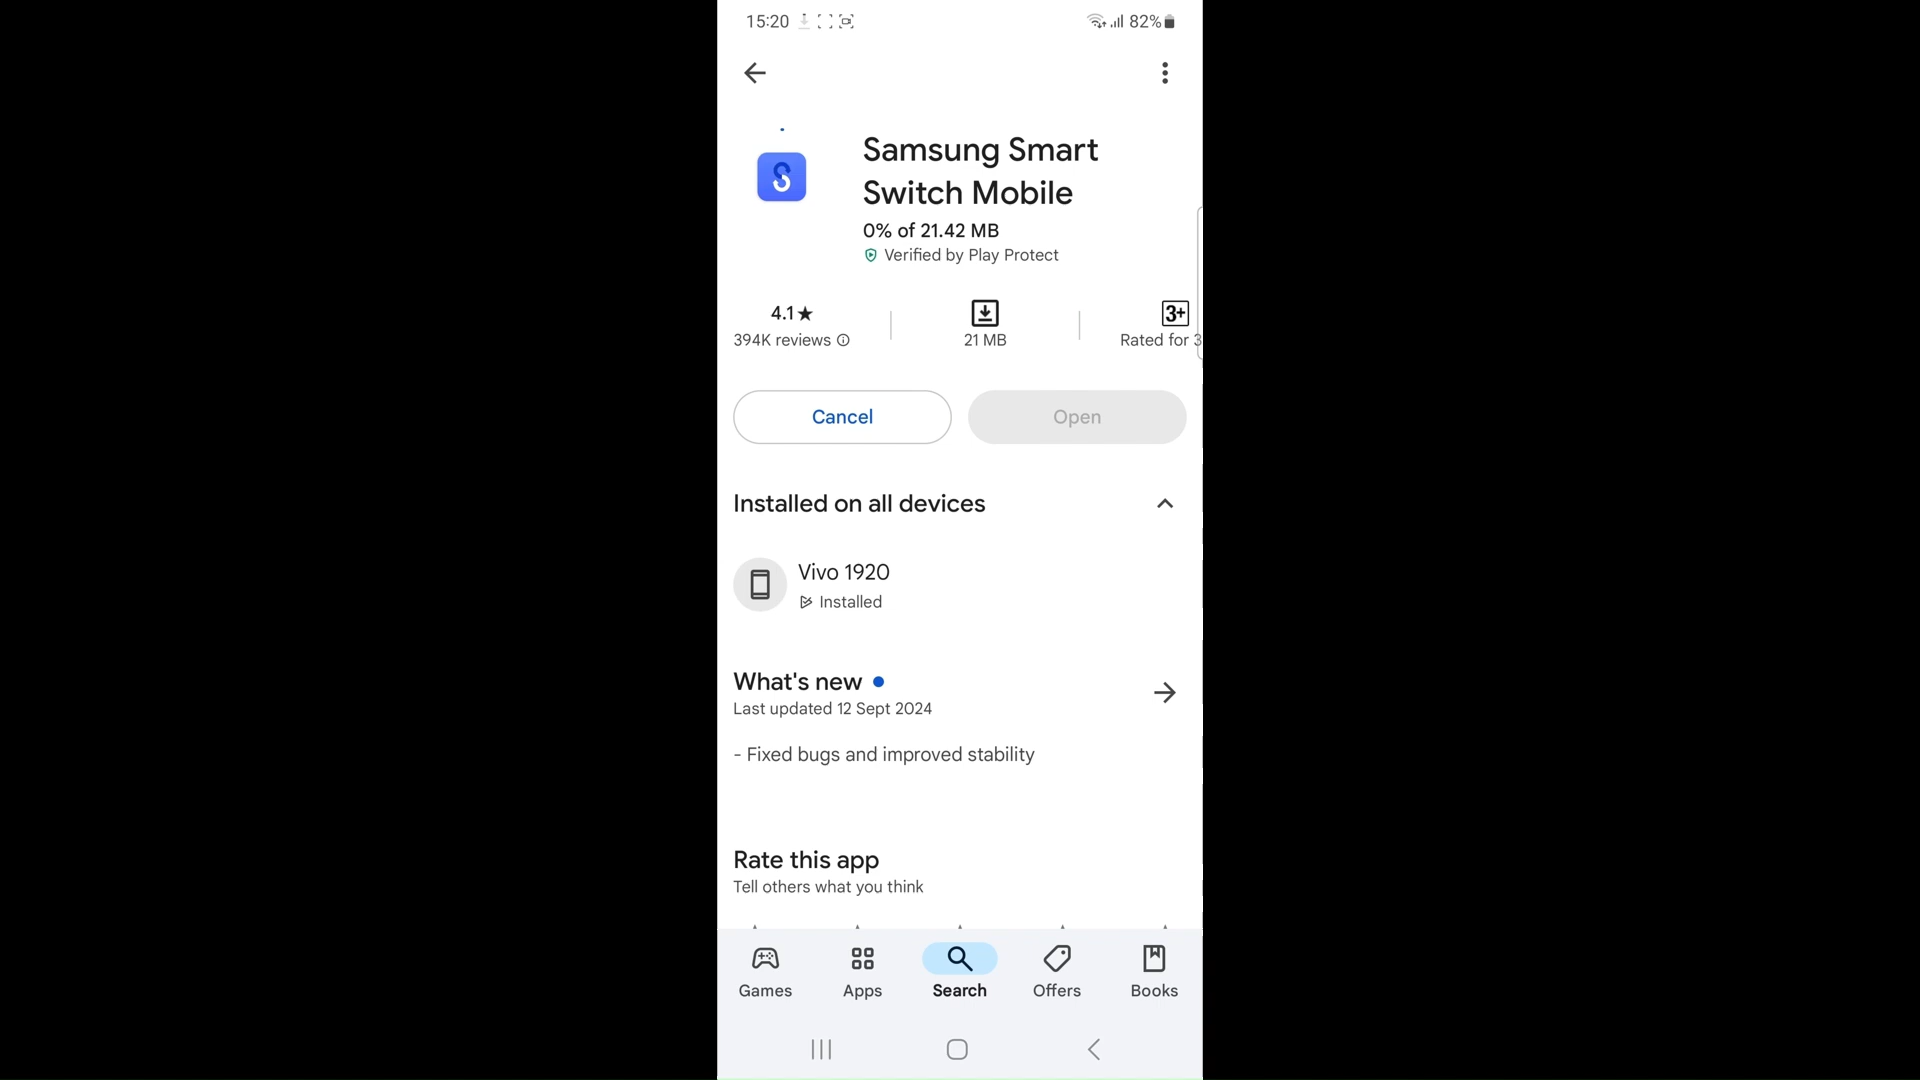 15:20 82%
Samsung Smart
Switch Mobile
0% of 21.42 MB
Verified by Play Protect
4.1★
394K reviews
21 MB
3+
Rated for 3
Cancel
Open
Installed on all devices
Vivo 1920
Installed
What's new
Last updated 12 Sept 2024
- Fixed bugs and improved stability
Rate this app
Tell others what you think
Games Apps Search Offers Books